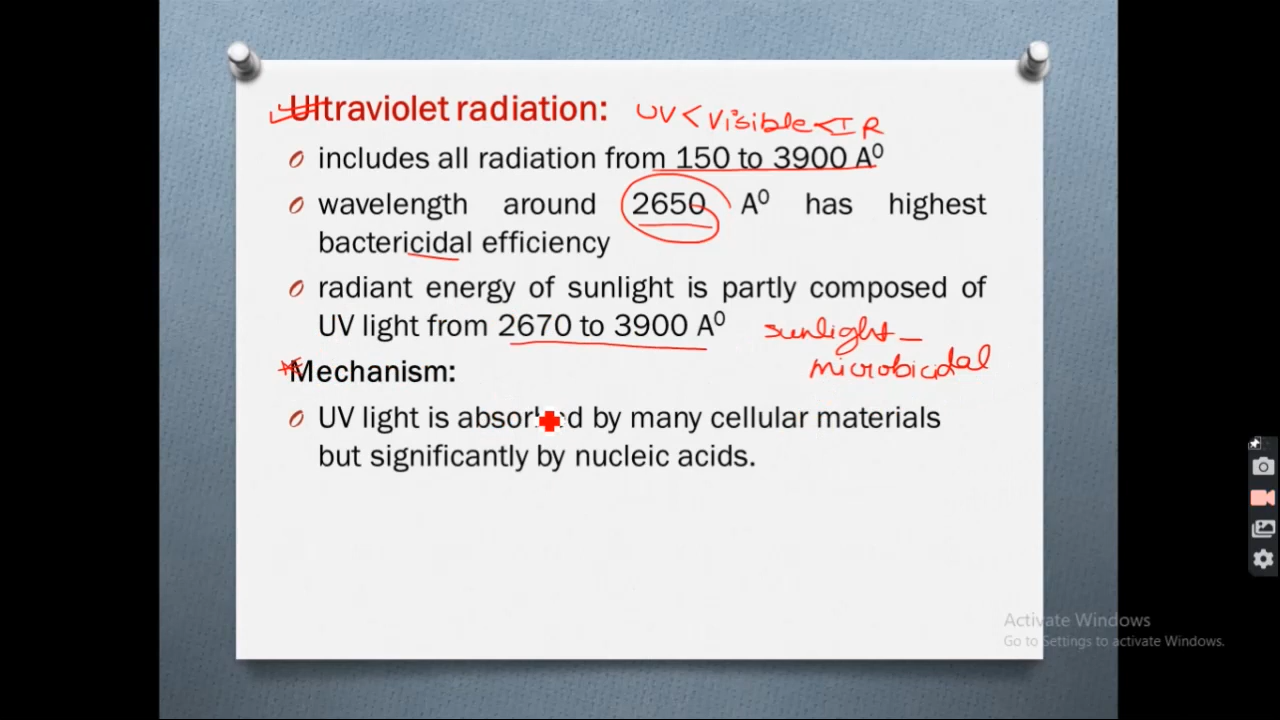 Ultraviolet radiation: UV < Visible < IR
includes all radiation from 150 to 3900 A⁰
wavelength around 2650 A⁰ has highest
bactericidal efficiency
radiant energy of sunlight is partly composed of
UV light from 2670 to 3900 A⁰ sunlight –
microbicidal
Mechanism:
UV light is absorbed by many cellular materials
but significantly by nucleic acids.
Activate Windows
Go to Settings to activate Windows.